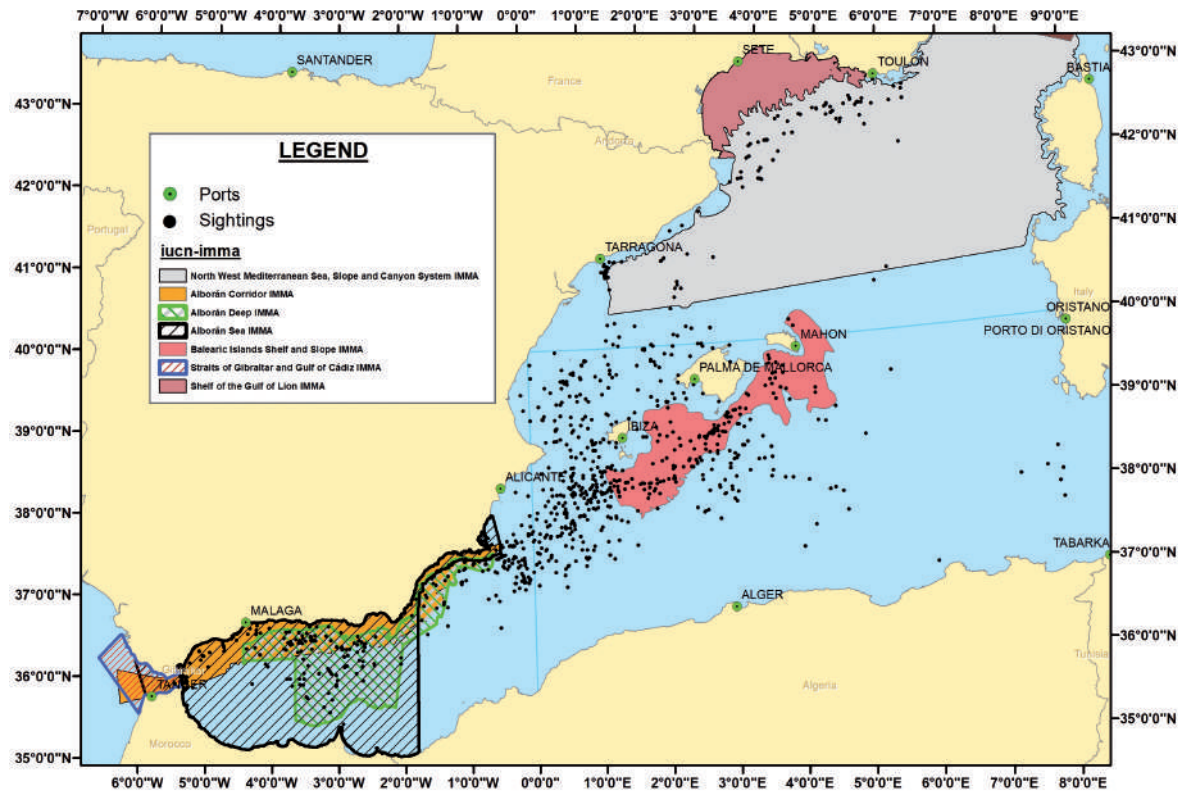 7°0'0"W 6°0'0"W 5°0'0"W 4°0'0"W 3°0'0"W 2°0'0"W 1°0'0"W 0°0'0" 1°0'0"E 2°0'0"E 3°0'0"E 4°0'0"E 5°0'0"E 6°0'0"E 7°0'0"E 8°0'0"E 9°0'0"E
SANTANDER
SETE
TOULON
BASTIA
France
Andorra
43°0'0"N
43°0'0"N
LEGEND
Ports
Sightings
iucn-imma
North West Mediterranean Sea, Slope and Canyon System IMMA
Alborán Corridor IMMA
Alborán Deep IMMA
Alborán Sea IMMA
Balearic Islands Shelf and Slope IMMA
Straits of Gibraltar and Gulf of Cádiz IMMA
Shelf of the Gulf of Lion IMMA
42°0'0"N
42°0'0"N
Portugal
41°0'0"N
41°0'0"N
TARRAGONA
Italy
ORISTANO
PORTO DI ORISTANO
40°0'0"N
40°0'0"N
MAHON
PALMA DE MALLORCA
39°0'0"N
39°0'0"N
IBIZA
ALICANTE
38°0'0"N
38°0'0"N
TABARKA
37°0'0"N
37°0'0"N
ALGER
MALAGA
36°0'0"N
36°0'0"N
TANGER
Tunisia
Algeria
Morocco
35°0'0"N
35°0'0"N
6°0'0"W 5°0'0"W 4°0'0"W 3°0'0"W 2°0'0"W 1°0'0"W 0°0'0" 1°0'0"E 2°0'0"E 3°0'0"E 4°0'0"E 5°0'0"E 6°0'0"E 7°0'0"E 8°0'0"E